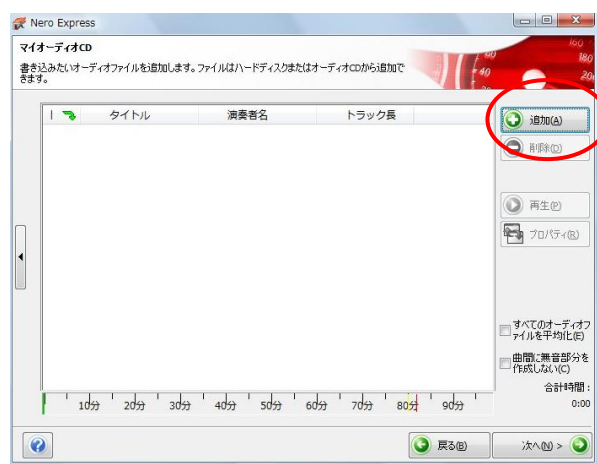 Nero Express
マイオーディオCD
書き込みたいオーディオファイルを追加します。ファイルはハードディスクまたはオーディオCDから追加で
きます。
160
180
200
40
タイトル 演奏者名 トラック長
追加(A)
削除(D)
再生(P)
プロパティ(R)
すべてのオーディオフ
ァイルを平均化(E)
曲間に無音部分を
作成しない(C)
合計時間:
0:00
10分 20分 30分 40分 50分 60分 70分 80分 90分
戻る(B) 次へ(N) >